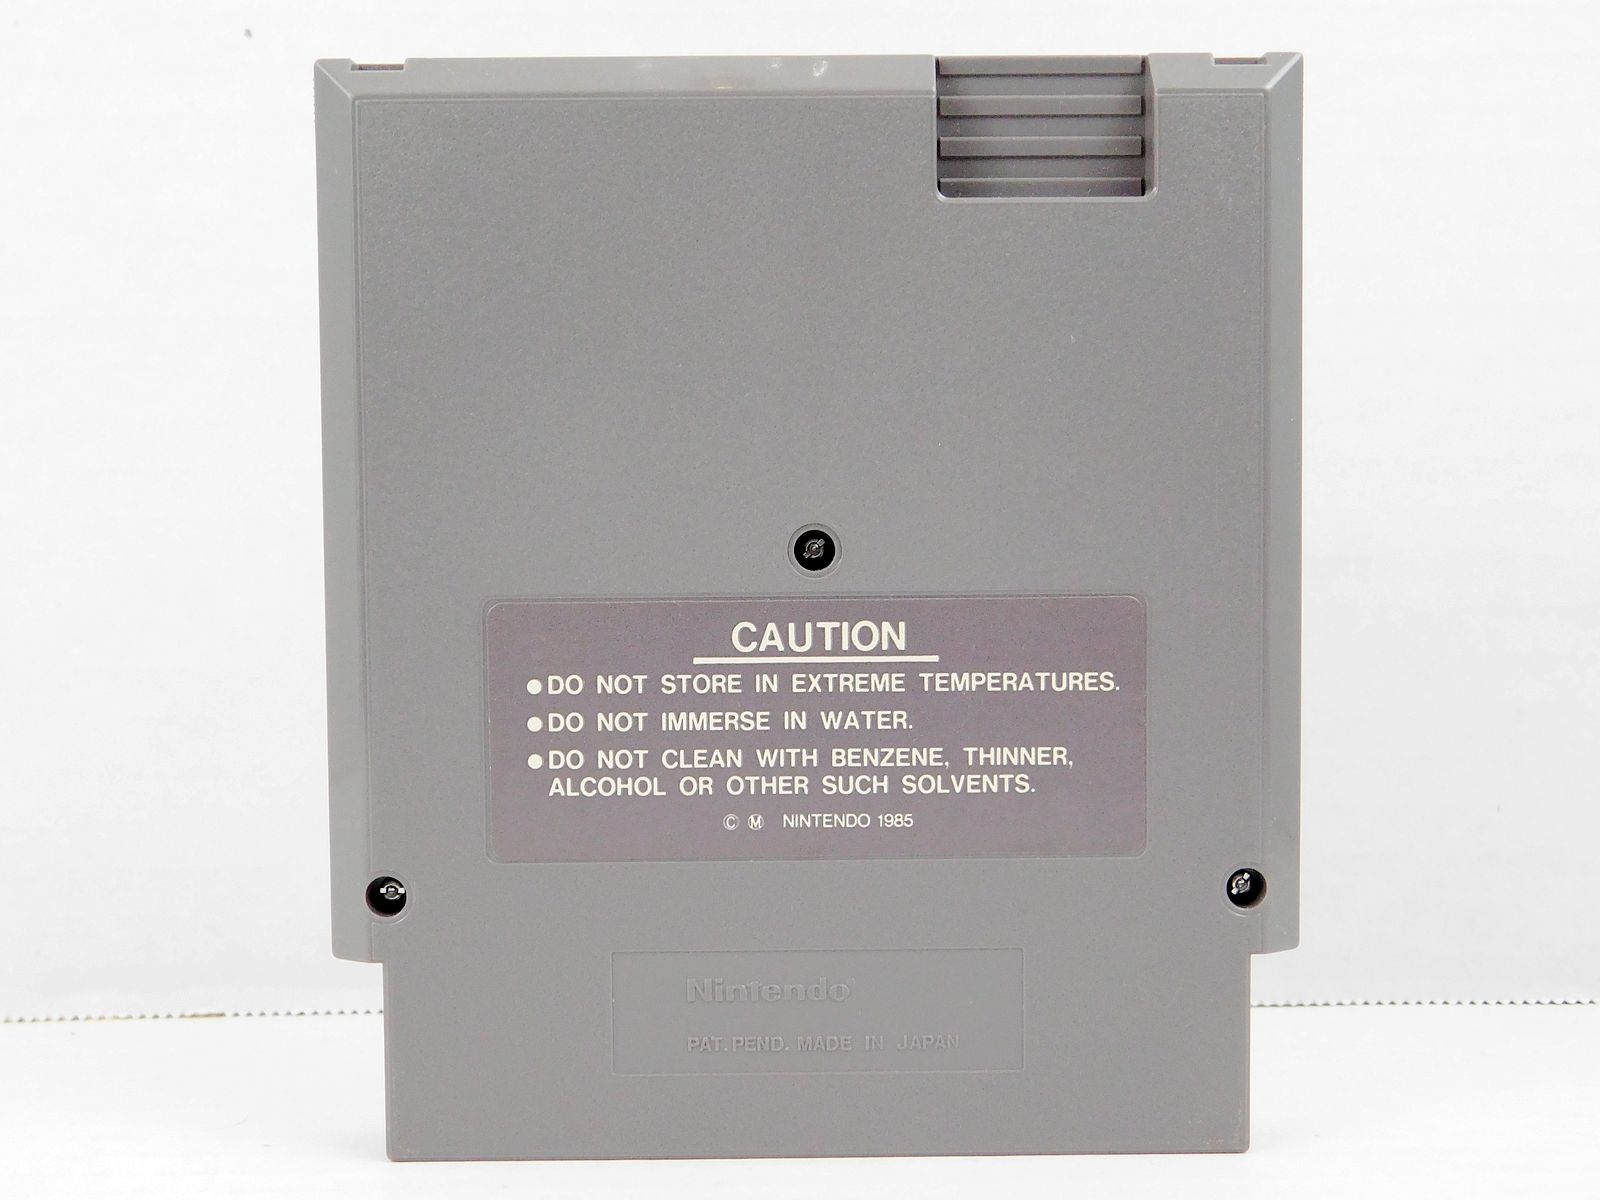 CAUTION
●DO NOT STORE IN EXTREME TEMPERATURES.
●DO NOT IMMERSE IN WATER.
●DO NOT CLEAN WITH BENZENE, THINNER,
ALCOHOL OR OTHER SUCH SOLVENTS.
Ⓒ Ⓜ NINTENDO 1985
Nintendo®
PAT. PEND. MADE IN JAPAN